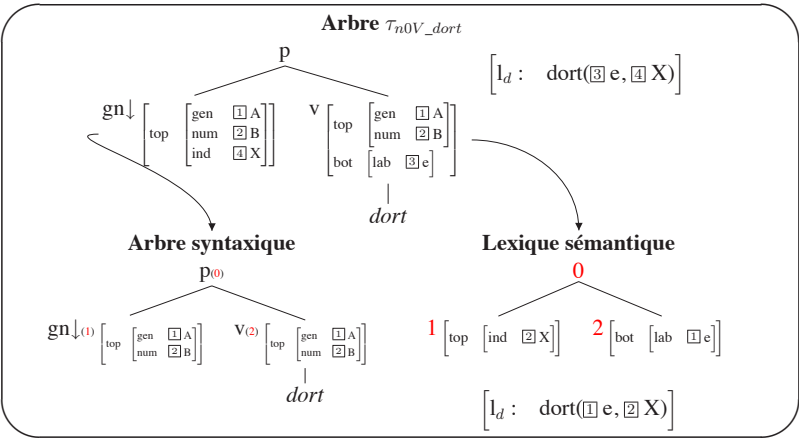 Arbre τn0V_dort
p
[l_d : dort(3 e, 4 X)]
gn↓ [top [gen 1 A
num 2 B
ind 4 X]]
v [top [gen 1 A
num 2 B]
bot [lab 3 e]]
dort
Arbre syntaxique
p(0)
gn↓(1) [top [gen 1 A
num 2 B]]
v(2) [top [gen 1 A
num 2 B]]
dort
Lexique sémantique
0
1 [top [ind 2 X]]
2 [bot [lab 1 e]]
[l_d : dort(1 e, 2 X)]